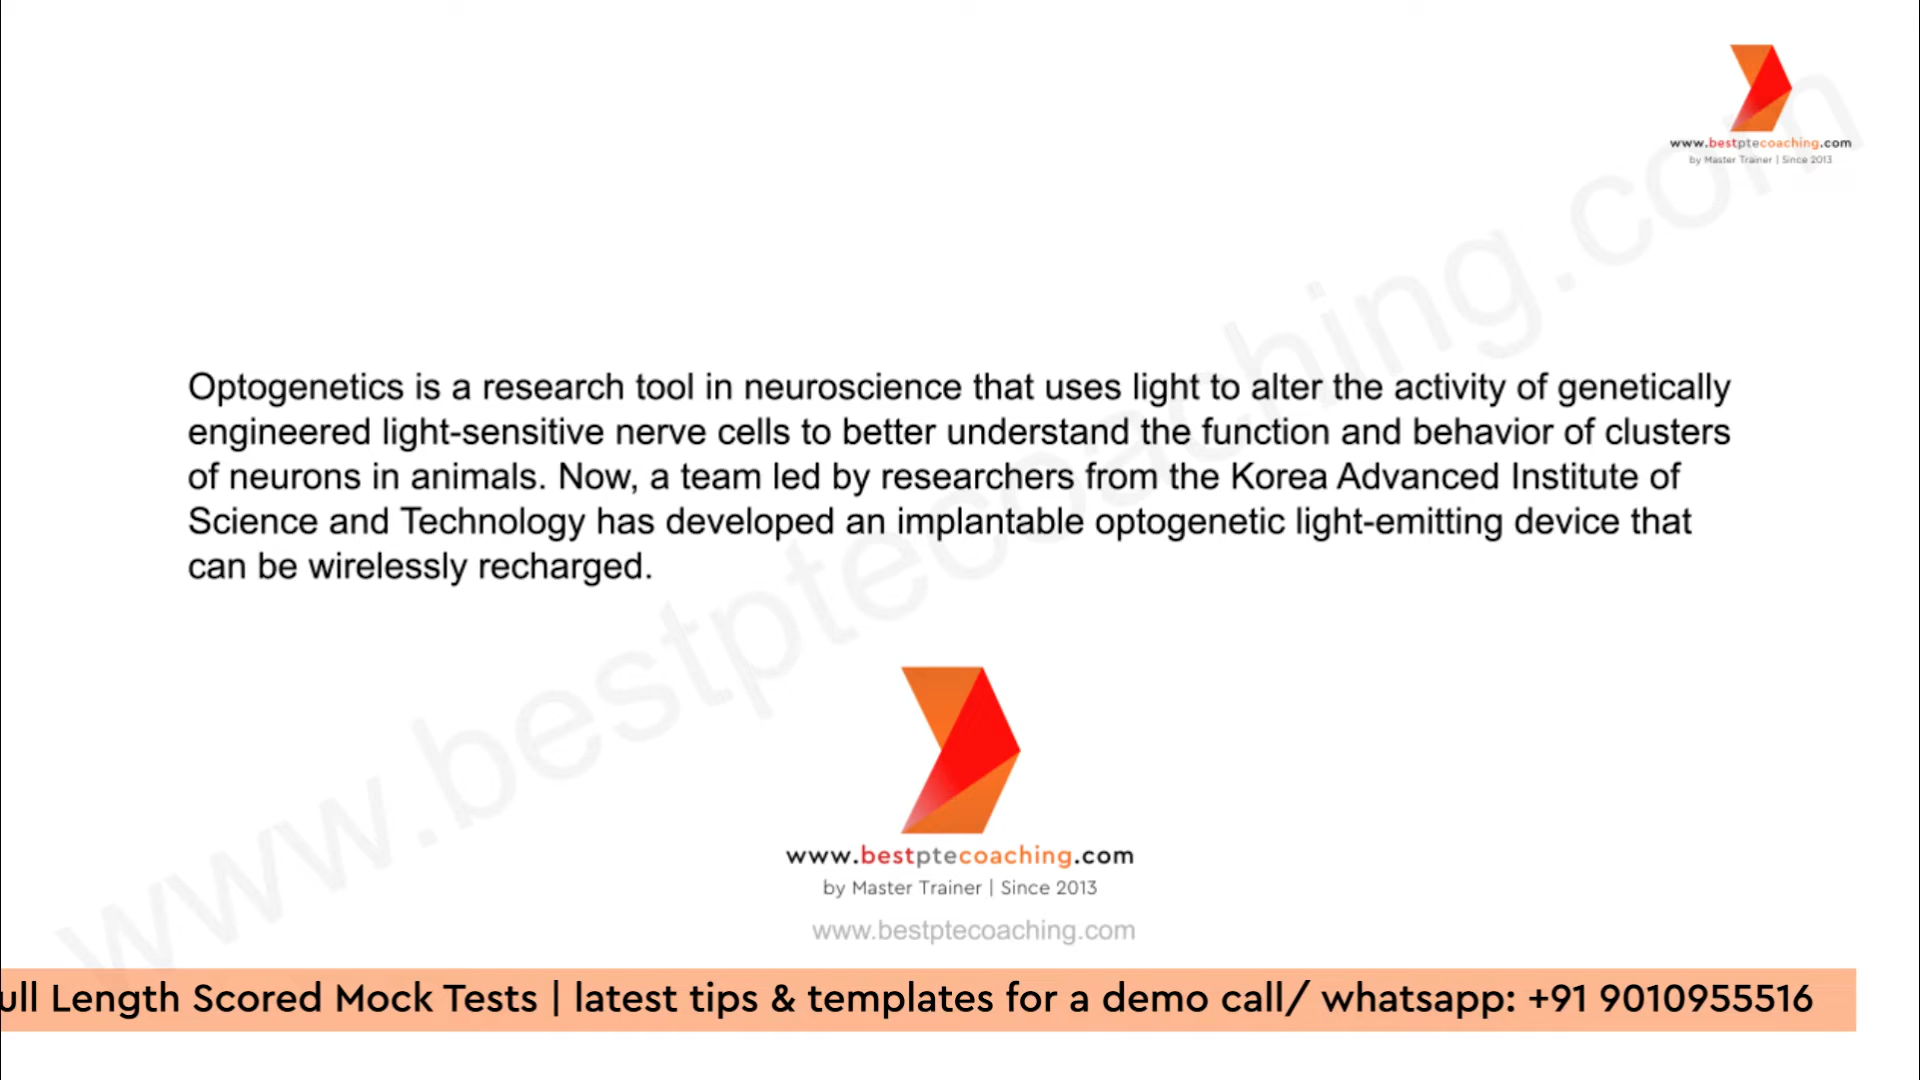 www.bestptecoaching.com
by Master Trainer | Since 2013
Optogenetics is a research tool in neuroscience that uses light to alter the activity of genetically
engineered light-sensitive nerve cells to better understand the function and behavior of clusters
of neurons in animals. Now, a team led by researchers from the Korea Advanced Institute of
Science and Technology has developed an implantable optogenetic light-emitting device that
can be wirelessly recharged.
www.bestptecoaching.com
www.bestptecoaching.com
by Master Trainer | Since 2013
www.bestptecoaching.com
ull Length Scored Mock Tests | latest tips & templates for a demo call/ whatsapp: +91 9010955516